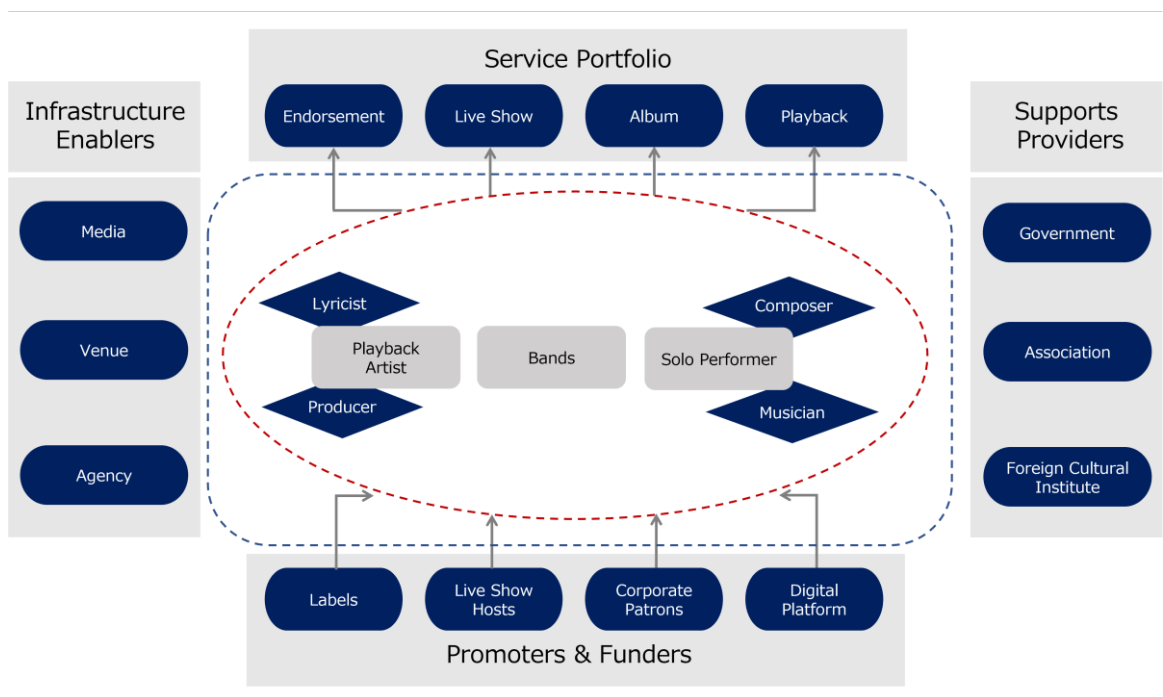 Service Portfolio
Endorsement
Live Show
Album
Playback
Infrastructure
Enablers
Media
Venue
Agency
Supports
Providers
Government
Association
Foreign Cultural
Institute
Lyricist
Composer
Playback
Artist
Bands
Solo Performer
Producer
Musician
Labels
Live Show
Hosts
Corporate
Patrons
Digital
Platform
Promoters & Funders